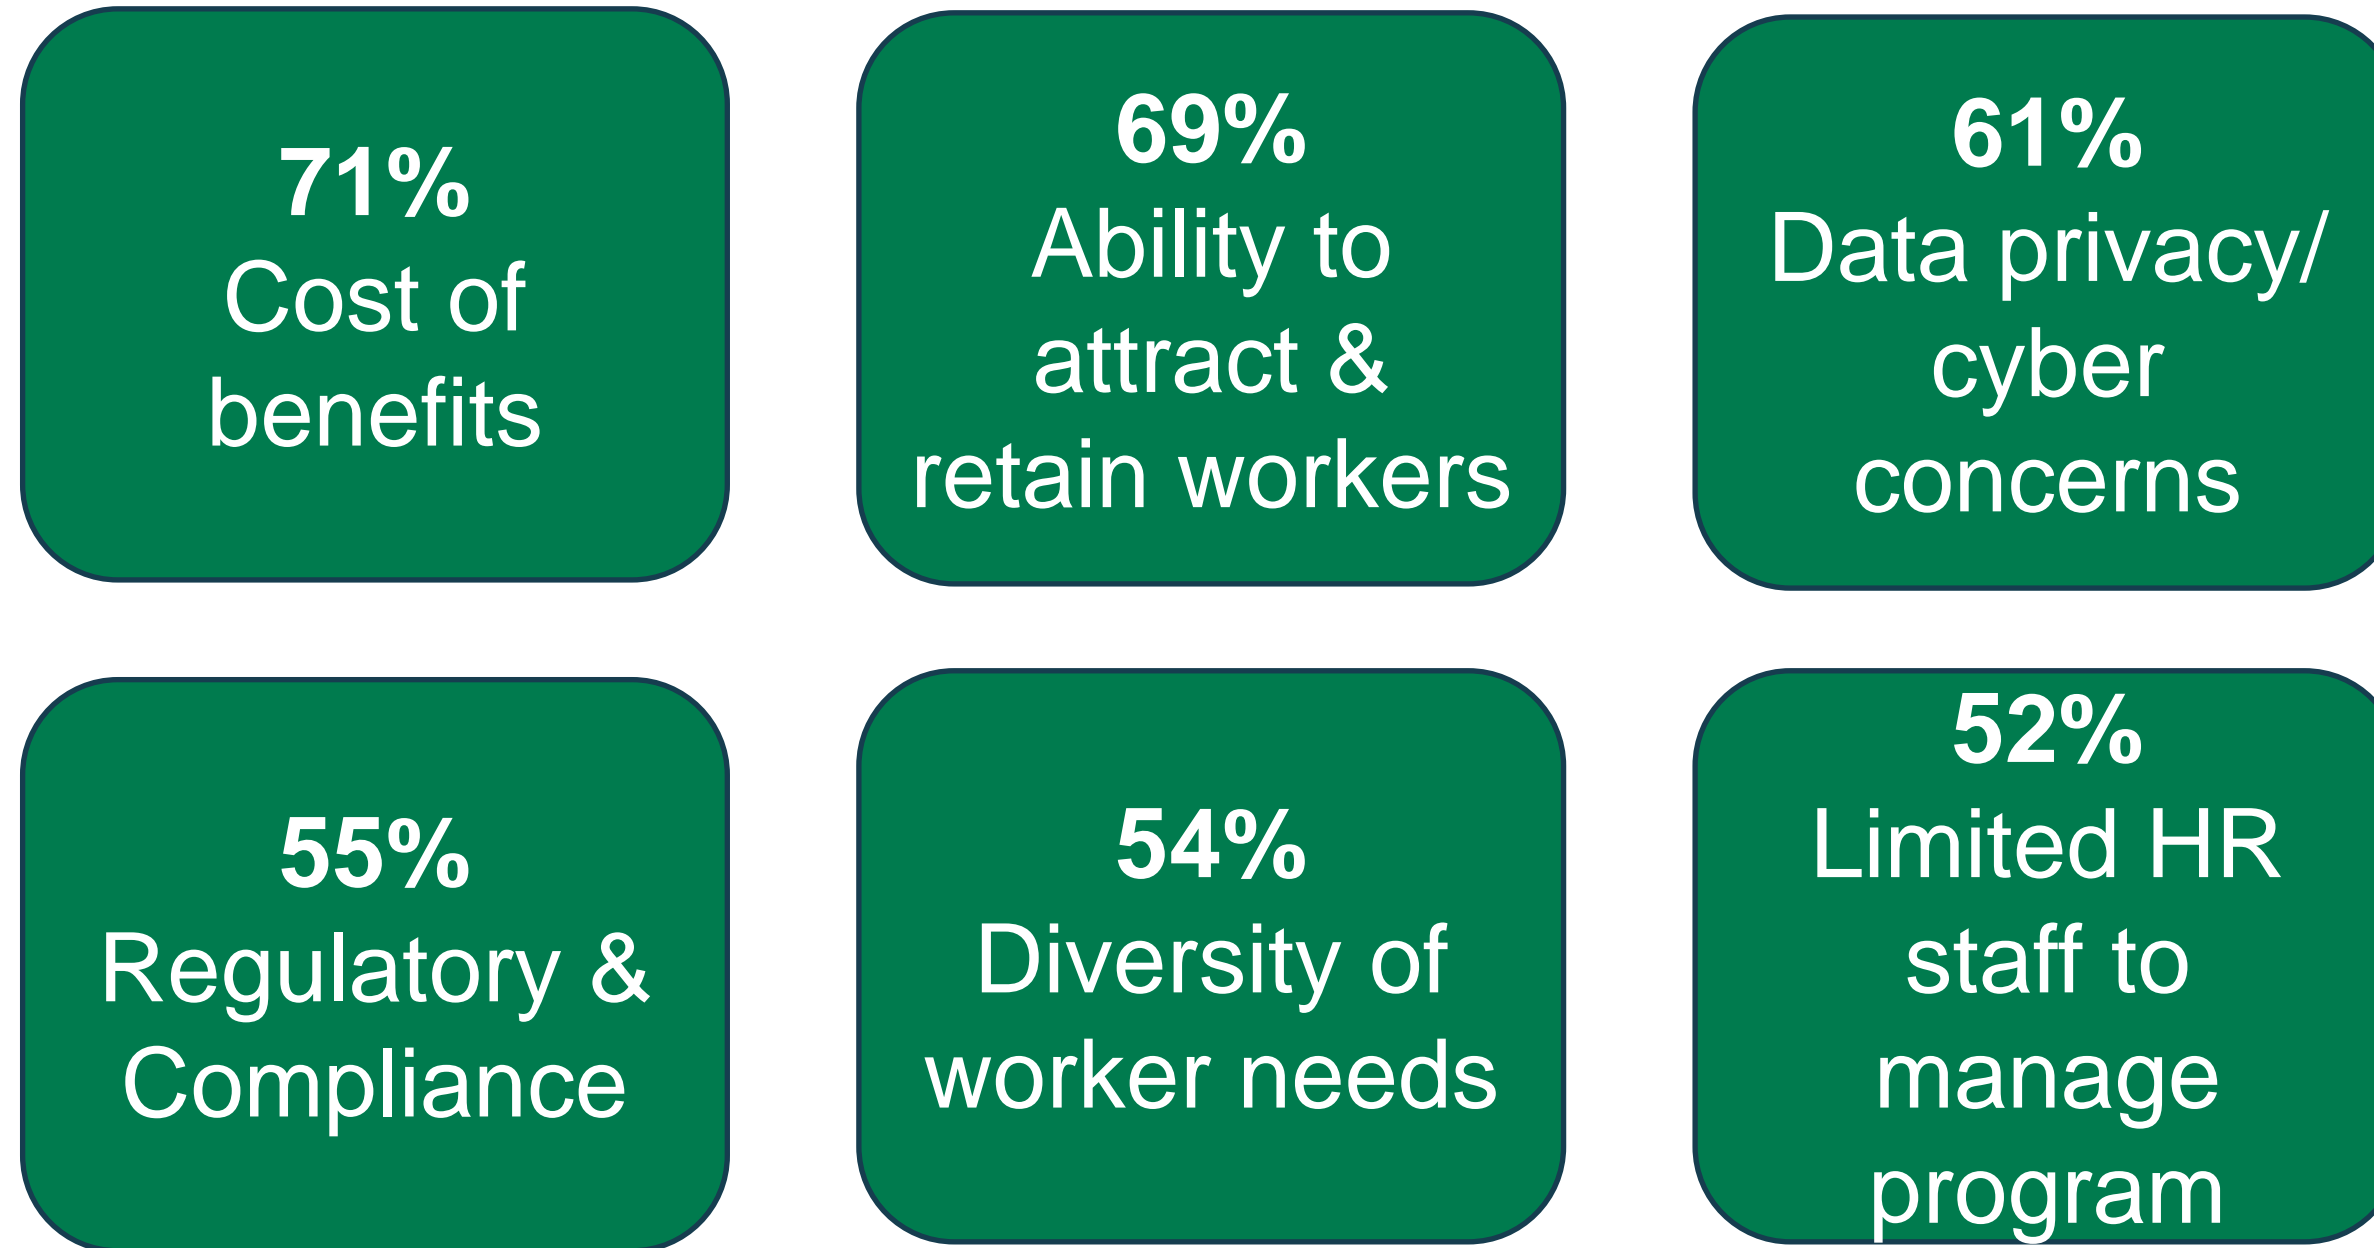 71%
Cost of
benefits
69%
Ability to
attract &
retain workers
61%
Data privacy/
cyber
concerns
55%
Regulatory &
Compliance
54%
Diversity of
worker needs
52%
Limited HR
staff to
manage
program